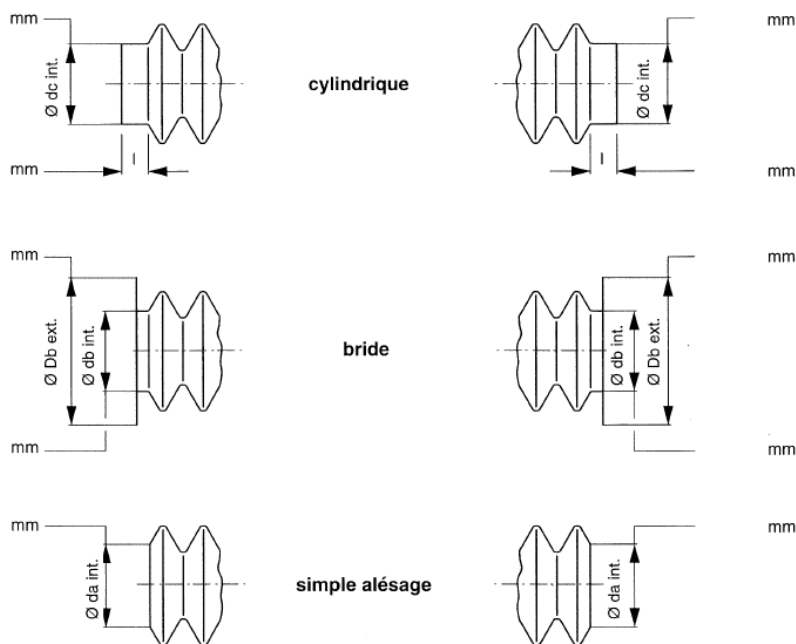 mm mm
Ø dc int. cylindrique Ø dc int.
mm l l mm
mm mm
Ø Db ext. Ø db int. bride Ø db int. Ø Db ext.
mm mm
mm mm
Ø da int. simple alésage Ø da int.